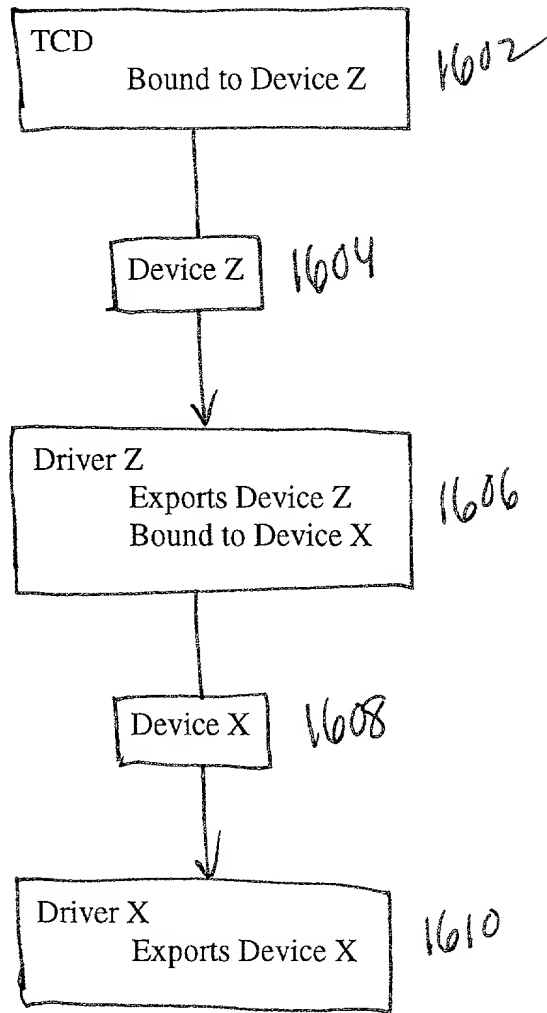 TCD
Bound to Device Z
1602
Device Z
1604
Driver Z
Exports Device Z
Bound to Device X
1606
Device X
1608
Driver X
Exports Device X
1610